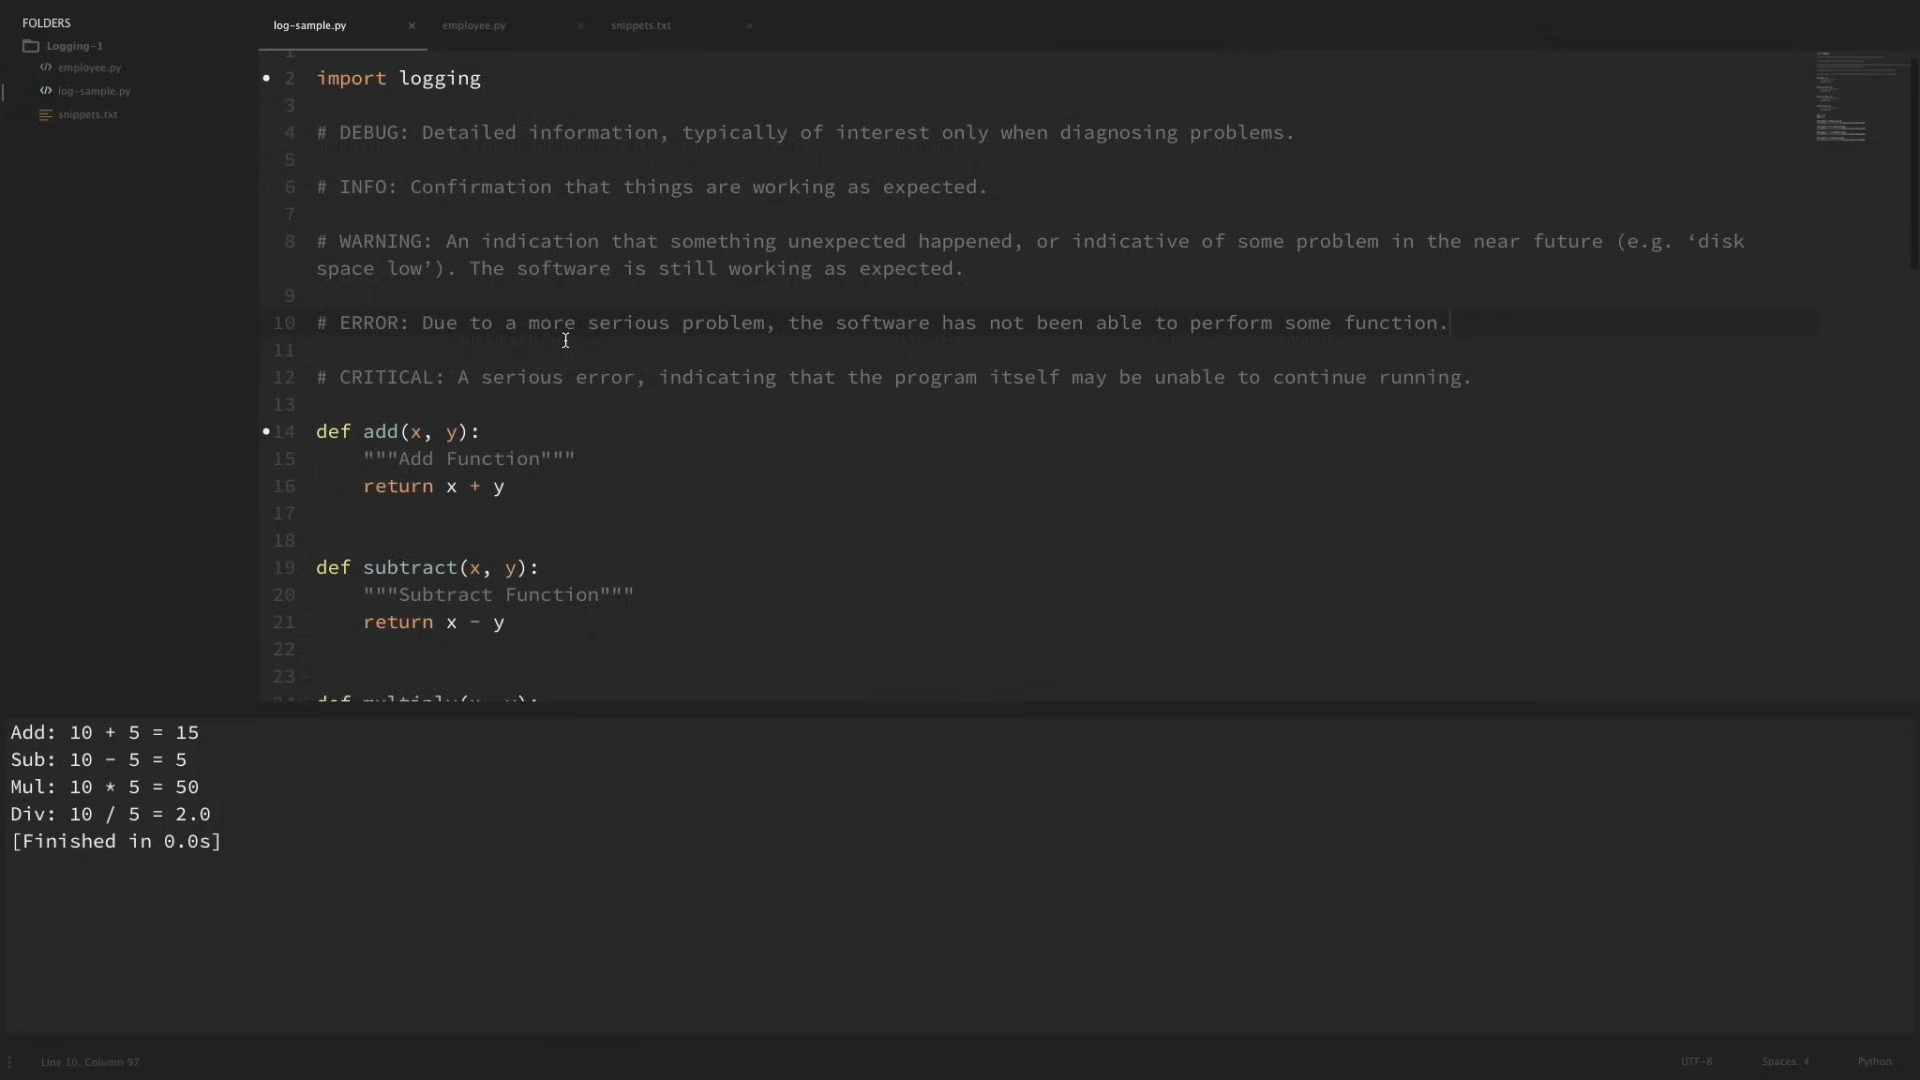 FOLDERS
Logging-1
employee.py
log-sample.py
snippets.txt
log-sample.py × employee.py × snippets.txt ×
1
2 import logging
3
4 # DEBUG: Detailed information, typically of interest only when diagnosing problems.
5
6 # INFO: Confirmation that things are working as expected.
7
8 # WARNING: An indication that something unexpected happened, or indicative of some problem in the near future (e.g. ‘disk
space low’). The software is still working as expected.
9
10 # ERROR: Due to a more serious problem, the software has not been able to perform some function.
11
12 # CRITICAL: A serious error, indicating that the program itself may be unable to continue running.
13
14 def add(x, y):
15 """Add Function"""
16 return x + y
17
18
19 def subtract(x, y):
20 """Subtract Function"""
21 return x - y
22
23
24 def multiply(x, y):
Add: 10 + 5 = 15
Sub: 10 - 5 = 5
Mul: 10 * 5 = 50
Div: 10 / 5 = 2.0
[Finished in 0.0s]
Line 10, Column 97 UTF-8 Spaces: 4 Python